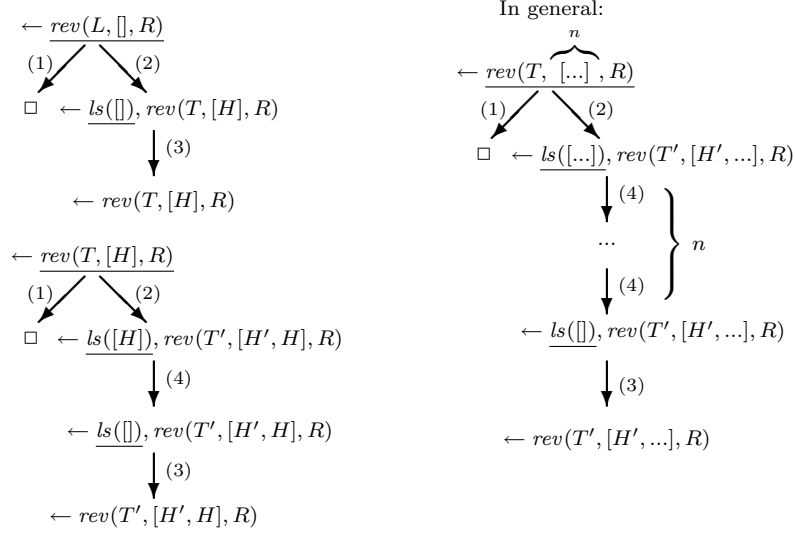 ← rev(L, [], R)
(1) (2)
□ ← ls([]), rev(T, [H], R)
(3)
← rev(T, [H], R)
← rev(T, [H], R)
(1) (2)
□ ← ls([H]), rev(T′, [H′, H], R)
(4)
← ls([]), rev(T′, [H′, H], R)
(3)
← rev(T′, [H′, H], R)
In general:
n
← rev(T, [...] , R)
(1) (2)
□ ← ls([...]), rev(T′, [H′, ...], R)
(4)
... n
(4)
← ls([]), rev(T′, [H′, ...], R)
(3)
← rev(T′, [H′, ...], R)